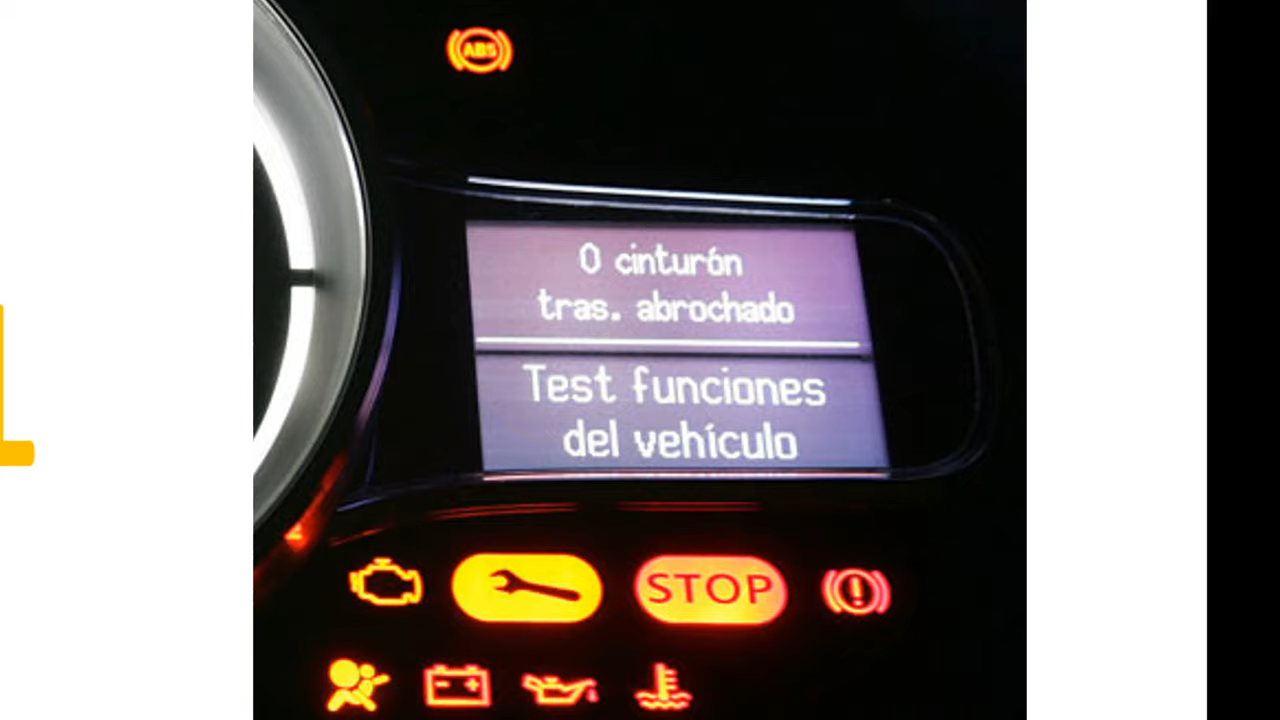 ABS
0 cinturón
tras. abrochado
Test funciones
del vehículo
STOP